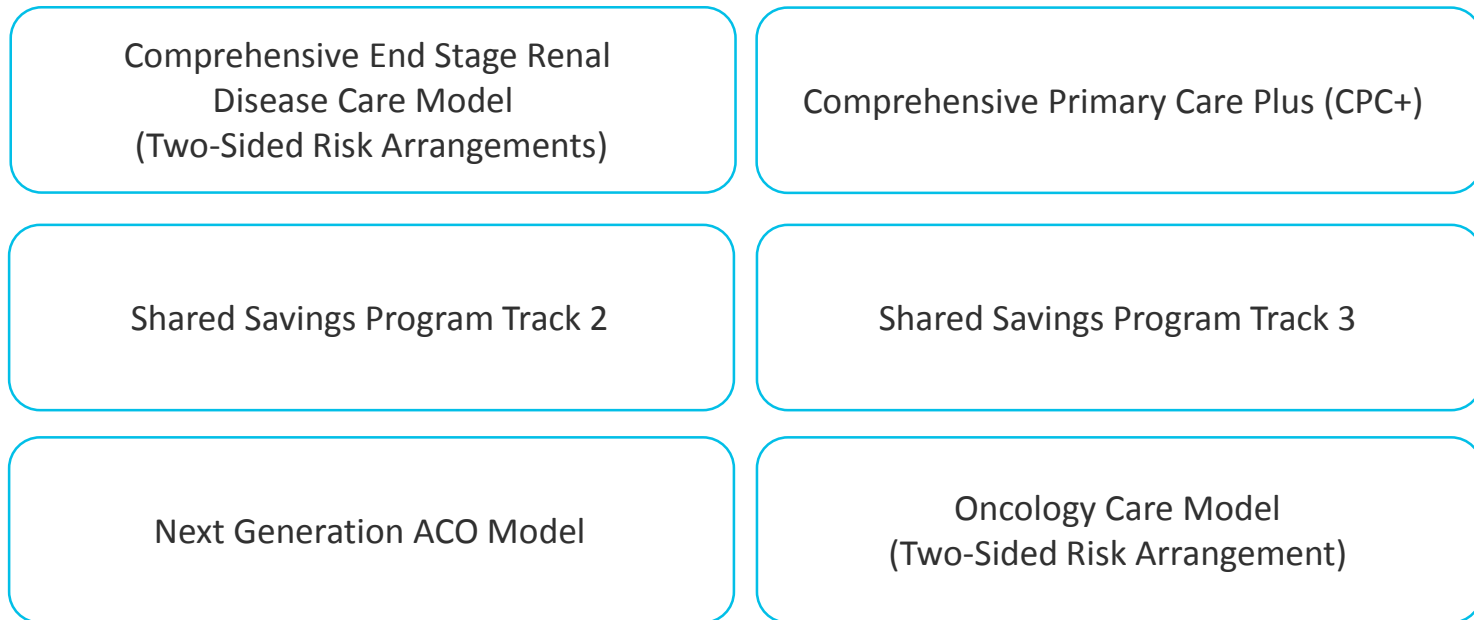 Comprehensive End Stage Renal
Disease Care Model
(Two-Sided Risk Arrangements)
Comprehensive Primary Care Plus (CPC+)
Shared Savings Program Track 2
Shared Savings Program Track 3
Next Generation ACO Model
Oncology Care Model
(Two-Sided Risk Arrangement)